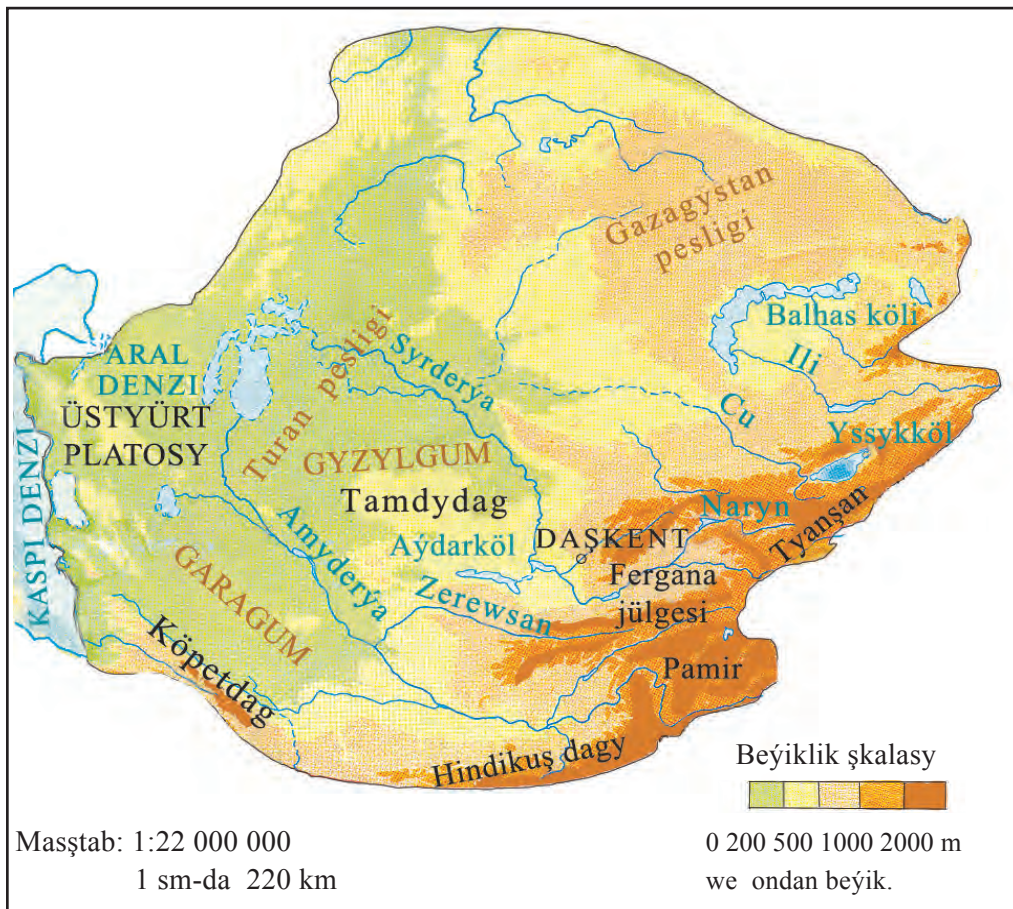 Gazagystan
pesligi
Balhas köli
Ili
ARAL
DENZI
Turan pesligi
Syrderýa
Çu
ÜSTYÜRT
PLATOSY
Yssykköl
GYZYLGUM
KASPI DENZI
Tamdydag
Naryn
Tyanşan
Amyderýa
Aýdarköl
DAŞKENT
Fergana
jülgesi
GARAGUM
Zerewsan
Köpetdag
Pamir
Hindikuş dagy
Beýiklik şkalasy
Masştab: 1:22 000 000
1 sm-da 220 km
0 200 500 1000 2000 m
we ondan beýik.